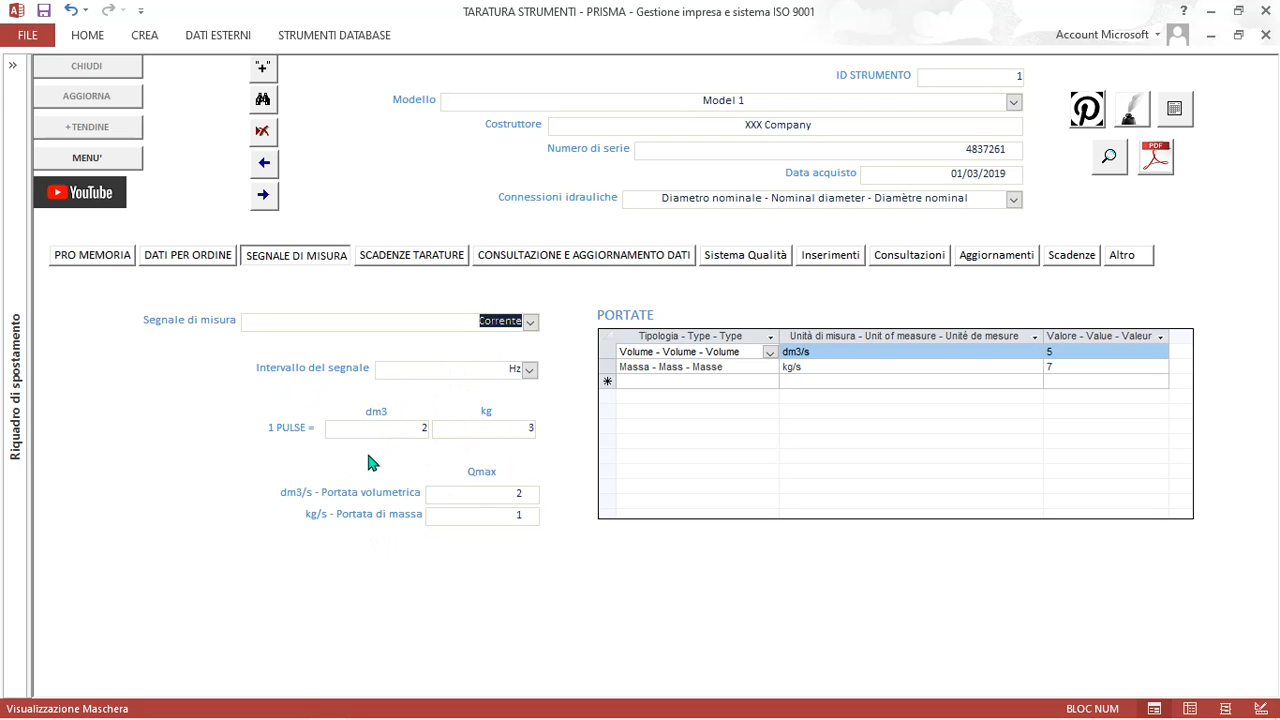 TARATURA STRUMENTI - PRISMA - Gestione impresa e sistema ISO 9001
FILE HOME CREA DATI ESTERNI STRUMENTI DATABASE Account Microsoft
CHIUDI
AGGIORNA
+TENDINE
MENU'
YouTube
"+"
ID STRUMENTO 1
Modello Model 1
Costruttore XXX Company
Numero di serie 4837261
Data acquisto 01/03/2019
Connessioni idrauliche Diametro nominale - Nominal diameter - Diamètre nominal
PDF
PRO MEMORIA DATI PER ORDINE SEGNALE DI MISURA SCADENZE TARATURE CONSULTAZIONE E AGGIORNAMENTO DATI Sistema Qualità Inserimenti Consultazioni Aggiornamenti Scadenze Altro
Segnale di misura Corrente
Intervallo del segnale Hz
dm3 kg
1 PULSE = 2 3
Qmax
dm3/s - Portata volumetrica 2
kg/s - Portata di massa 1
PORTATE
Tipologia - Type - Type Unità di misura - Unit of measure - Unité de mesure Valore - Value - Valeur
Volume - Volume - Volume dm3/s 5
Massa - Mass - Masse kg/s 7
Riquadro di spostamento
Visualizzazione Maschera BLOC NUM